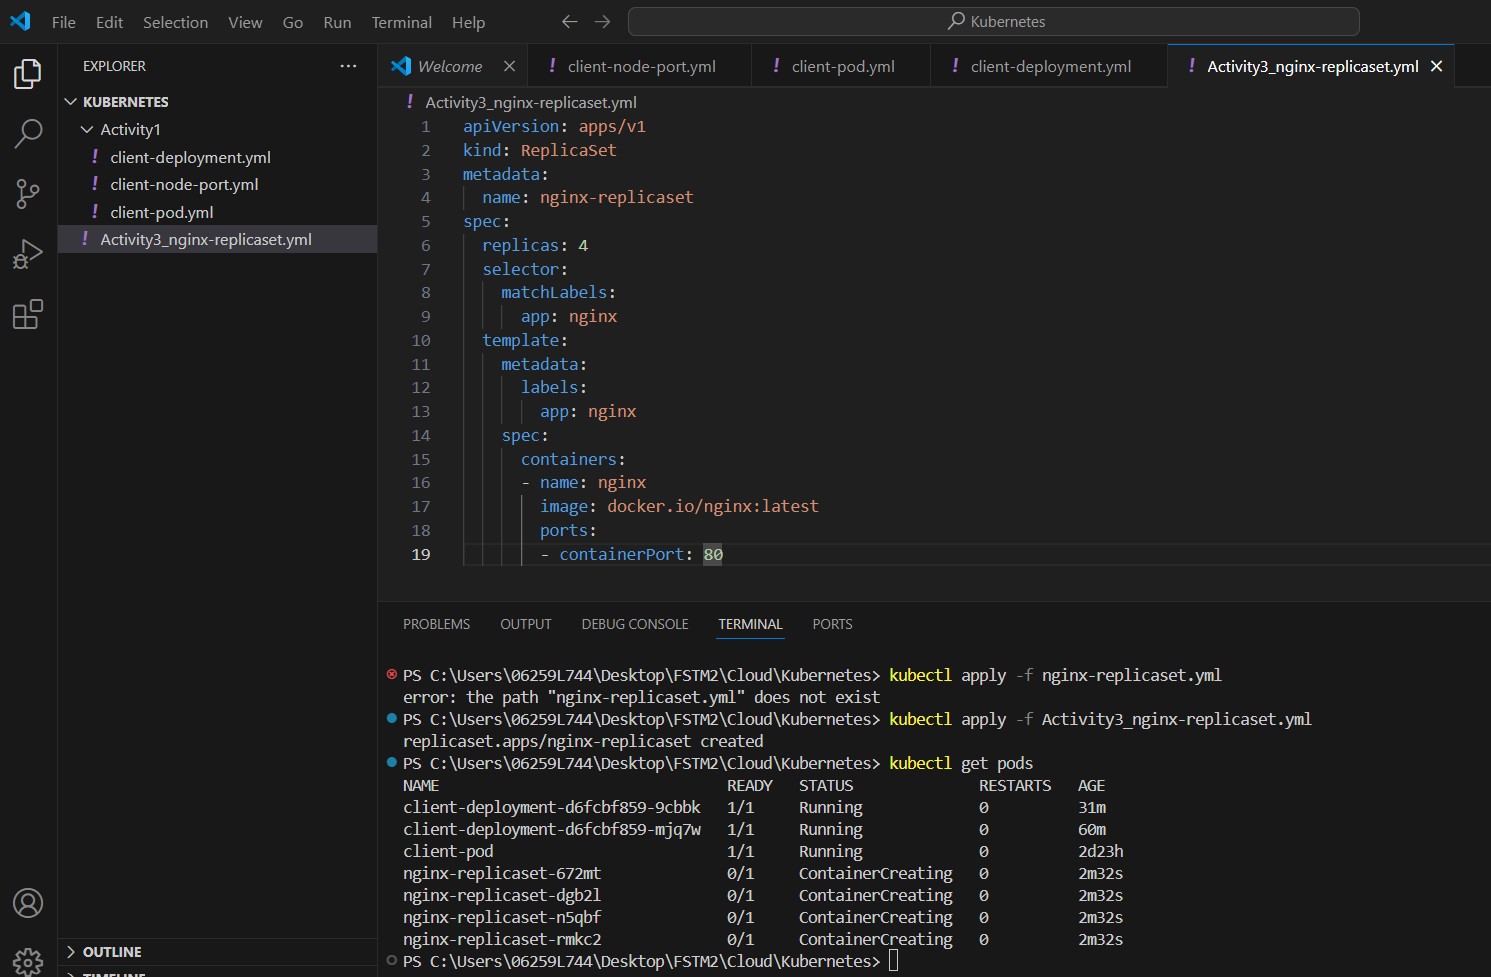 File Edit Selection View Go Run Terminal Help
Kubernetes
EXPLORER
KUBERNETES
Activity1
! client-deployment.yml
! client-node-port.yml
! client-pod.yml
! Activity3_nginx-replicaset.yml
OUTLINE
TIMELINE
Welcome ! client-node-port.yml ! client-pod.yml ! client-deployment.yml ! Activity3_nginx-replicaset.yml
! Activity3_nginx-replicaset.yml
1 apiVersion: apps/v1
2 kind: ReplicaSet
3 metadata:
4 name: nginx-replicaset
5 spec:
6 replicas: 4
7 selector:
8 matchLabels:
9 app: nginx
10 template:
11 metadata:
12 labels:
13 app: nginx
14 spec:
15 containers:
16 - name: nginx
17 image: docker.io/nginx:latest
18 ports:
19 - containerPort: 80
PROBLEMS OUTPUT DEBUG CONSOLE TERMINAL PORTS
PS C:\Users\06259L744\Desktop\FSTM2\Cloud\Kubernetes> kubectl apply -f nginx-replicaset.yml
error: the path "nginx-replicaset.yml" does not exist
PS C:\Users\06259L744\Desktop\FSTM2\Cloud\Kubernetes> kubectl apply -f Activity3_nginx-replicaset.yml
replicaset.apps/nginx-replicaset created
PS C:\Users\06259L744\Desktop\FSTM2\Cloud\Kubernetes> kubectl get pods
NAME READY STATUS RESTARTS AGE
client-deployment-d6fcbf859-9cbbk 1/1 Running 0 31m
client-deployment-d6fcbf859-mjq7w 1/1 Running 0 60m
client-pod 1/1 Running 0 2d23h
nginx-replicaset-672mt 0/1 ContainerCreating 0 2m32s
nginx-replicaset-dgb2l 0/1 ContainerCreating 0 2m32s
nginx-replicaset-n5qbf 0/1 ContainerCreating 0 2m32s
nginx-replicaset-rmkc2 0/1 ContainerCreating 0 2m32s
PS C:\Users\06259L744\Desktop\FSTM2\Cloud\Kubernetes>